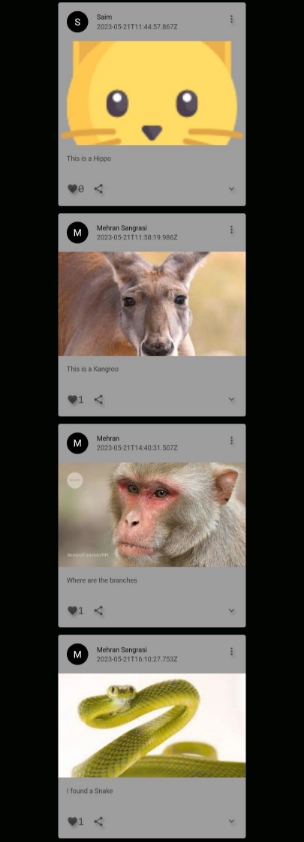 S
Saim
2023-05-21T11:44:57.867Z
This is a Hippo
0
M
Mehran Sangrasi
2023-05-21T11:58:19.986Z
This is a Kangroo
1
M
Mehran
2023-05-21T14:40:31.507Z
Where are the branches
1
M
Mehran Sangrasi
2023-05-21T16:10:27.753Z
I found a Snake
1